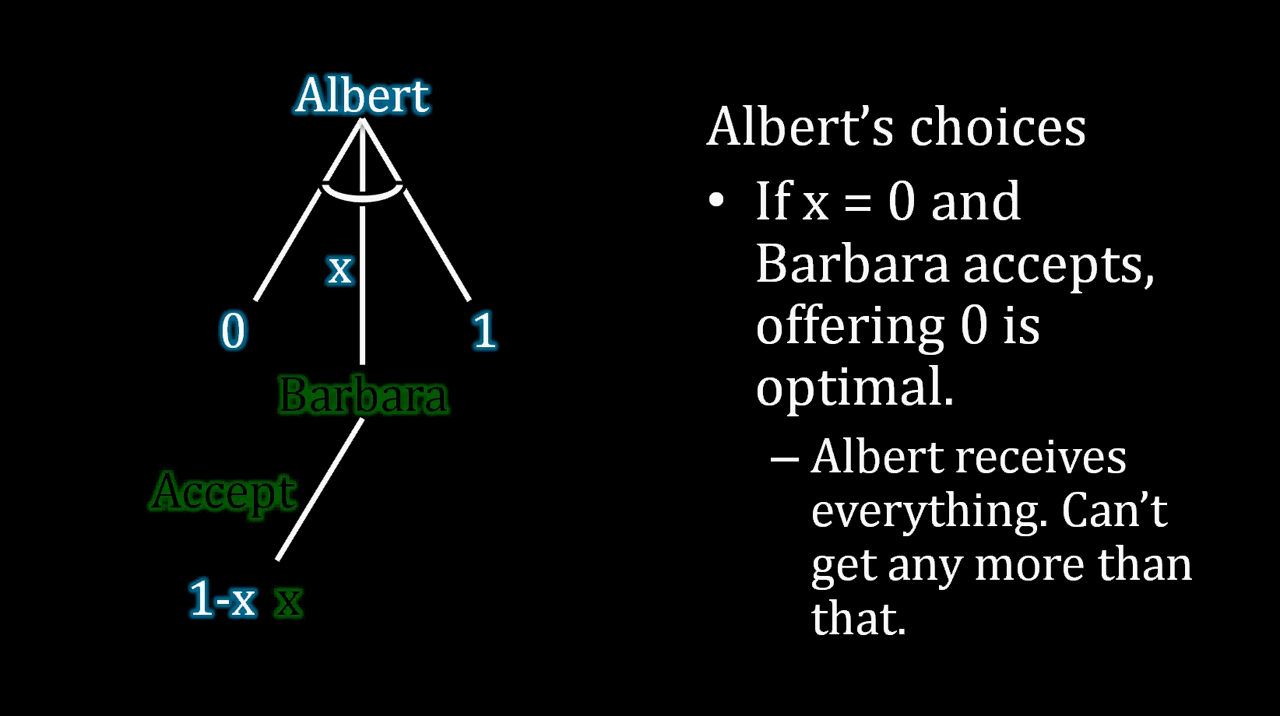 Albert
x
0 1
Barbara
Accept
1-x x
Albert’s choices
• If x = 0 and
Barbara accepts,
offering 0 is
optimal.
– Albert receives
everything. Can’t
get any more than
that.